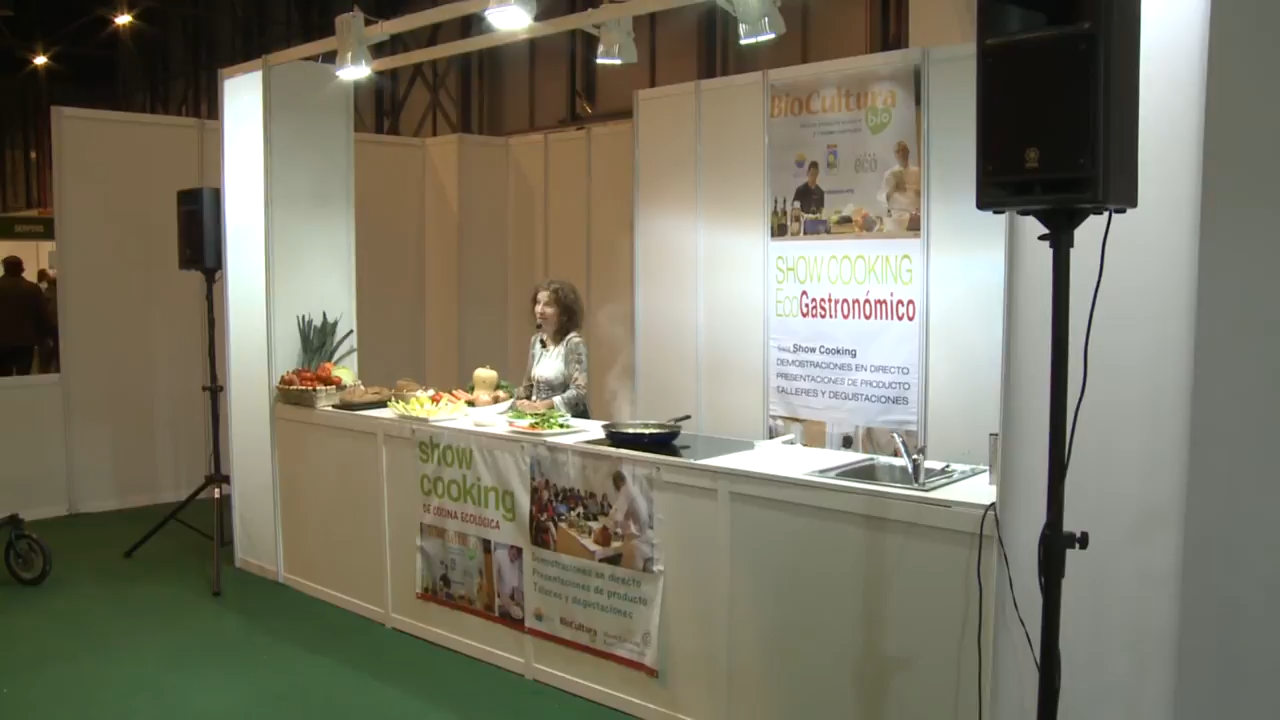 BioCultura
bio
eco
SHOW COOKING
EcoGastronómico
Show Cooking
DEMOSTRACIONES EN DIRECTO
PRESENTACIONES DE PRODUCTO
TALLERES Y DEGUSTACIONES
show
cooking
DE COCINA ECOLÓGICA
Demostraciones en directo
Presentaciones de producto
Talleres y degustaciones
BioCultura